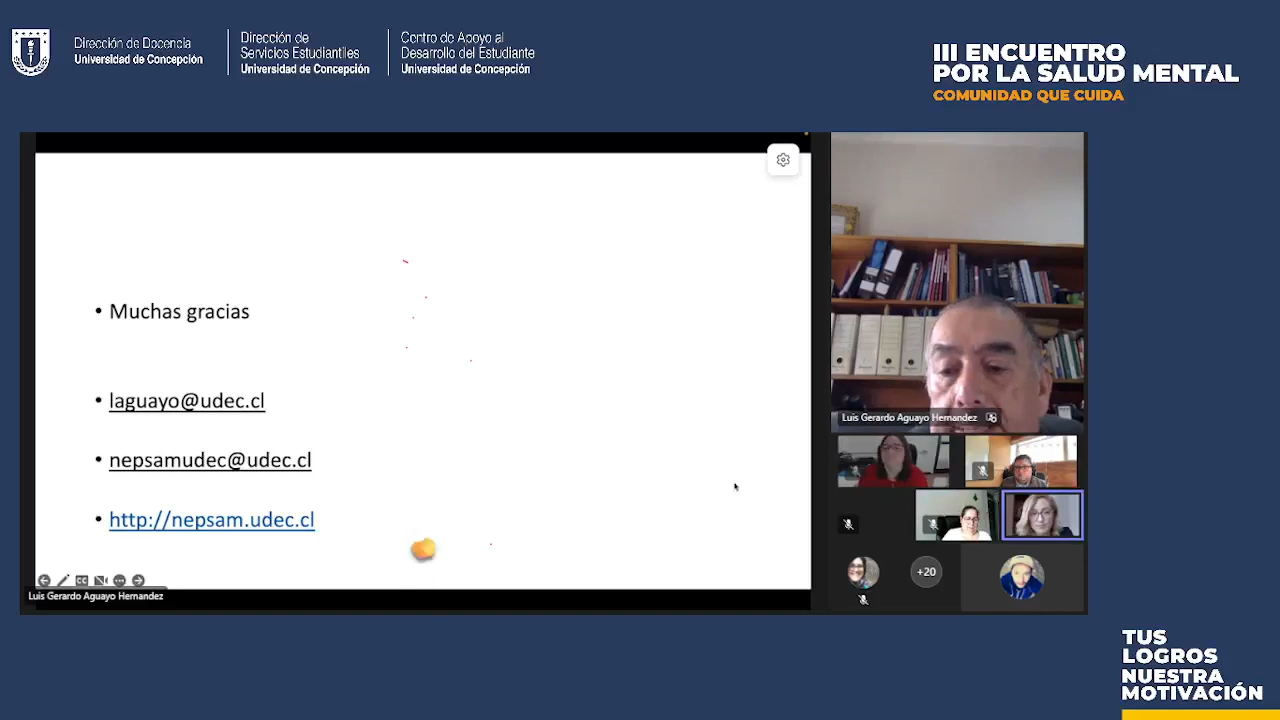 Dirección de Docencia
Universidad de Concepción
Dirección de
Servicios Estudiantiles
Universidad de Concepción
Centro de Apoyo al
Desarrollo del Estudiante
Universidad de Concepción
III ENCUENTRO
POR LA SALUD MENTAL
COMUNIDAD QUE CUIDA
• Muchas gracias
• laguayo@udec.cl
• nepsamudec@udec.cl
• http://nepsam.udec.cl
CC
Luis Gerardo Aguayo Hernandez
Luis Gerardo Aguayo Hernandez
+20
TUS
LOGROS
NUESTRA
MOTIVACIÓN